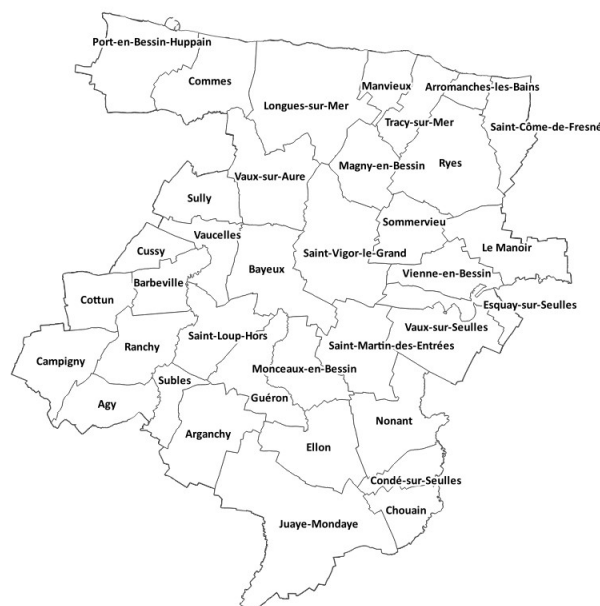 Port-en-Bessin-Huppain
Commes
Longues-sur-Mer
Manvieux
Arromanches-les-Bains
Tracy-sur-Mer
Saint-Côme-de-Fresné
Magny-en-Bessin
Ryes
Vaux-sur-Aure
Sully
Sommervieu
Vaucelles
Le Manoir
Cussy
Saint-Vigor-le-Grand
Bayeux
Vienne-en-Bessin
Barbeville
Cottun
Esquay-sur-Seulles
Vaux-sur-Seulles
Saint-Loup-Hors
Saint-Martin-des-Entrées
Ranchy
Campigny
Monceaux-en-Bessin
Subles
Guéron
Agy
Nonant
Arganchy
Ellon
Condé-sur-Seulles
Chouain
Juaye-Mondaye